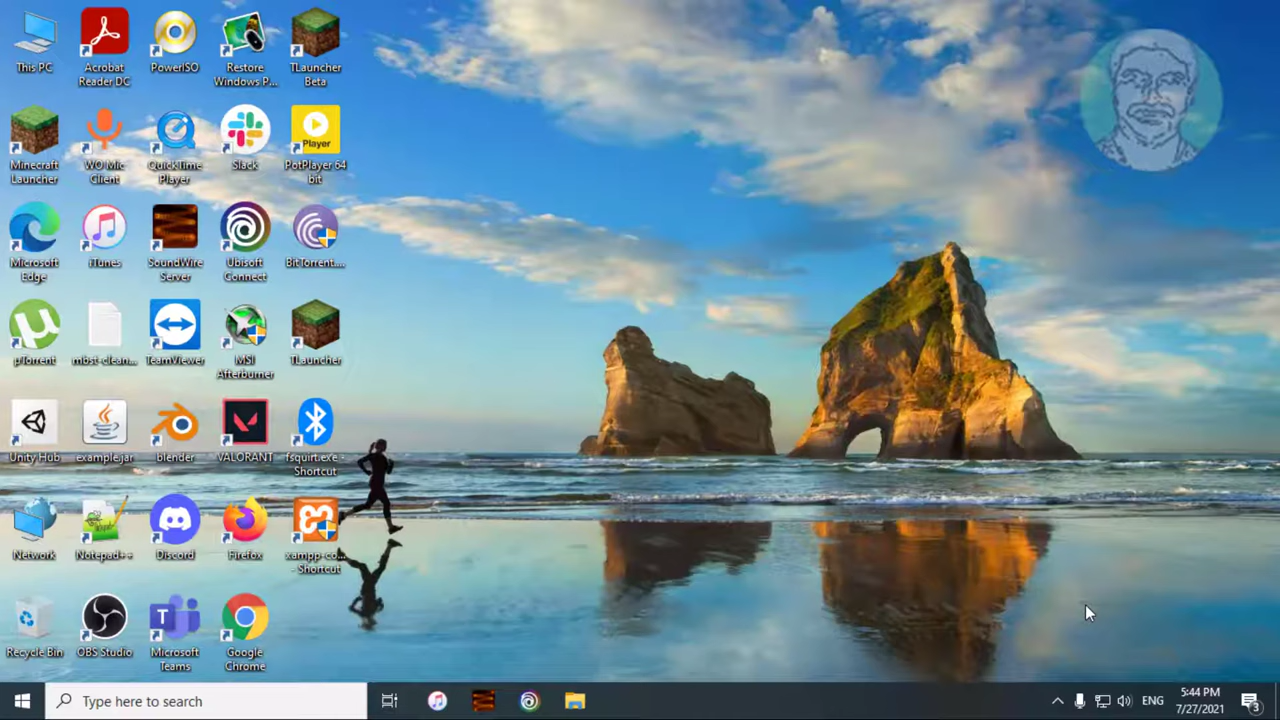 This PC
Acrobat
Reader DC
PowerISO
Restore
Windows P...
TLauncher
Beta
Minecraft
Launcher
WO Mic
Client
QuickTime
Player
Slack
Player
PotPlayer 64
bit
Microsoft
Edge
iTunes
SoundWire
Server
Ubisoft
Connect
BitTorrent....
µTorrent
mbst-clean...
TeamViewer
MSI
Afterburner
TLauncher
Unity Hub
example.jar
blender
VALORANT
fsquirt.exe -
Shortcut
Network
Notepad++
Discord
Firefox
xampp-co...
- Shortcut
Recycle Bin
OBS Studio
Microsoft
Teams
Google
Chrome
Type here to search
ENG
5:44 PM
7/27/2021
3